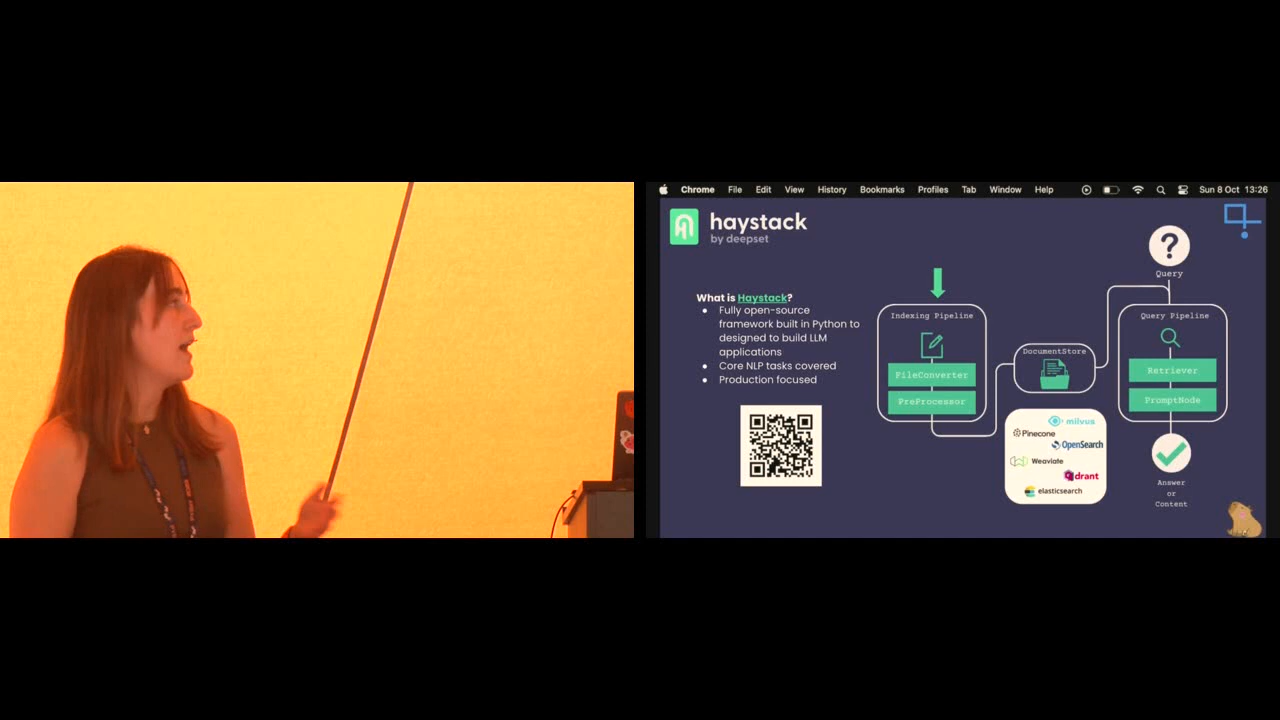 Chrome File Edit View History Bookmarks Profiles Tab Window Help Sun 8 Oct 13:26
haystack
by deepset
What is Haystack?
Fully open-source
framework built in Python to
designed to build LLM
applications
Core NLP tasks covered
Production focused
Indexing Pipeline
FileConverter
PreProcessor
DocumentStore
milvus
Pinecone
OpenSearch
Weaviate
drant
elasticsearch
?
Query
Query Pipeline
Retriever
PromptNode
Answer
or
Content